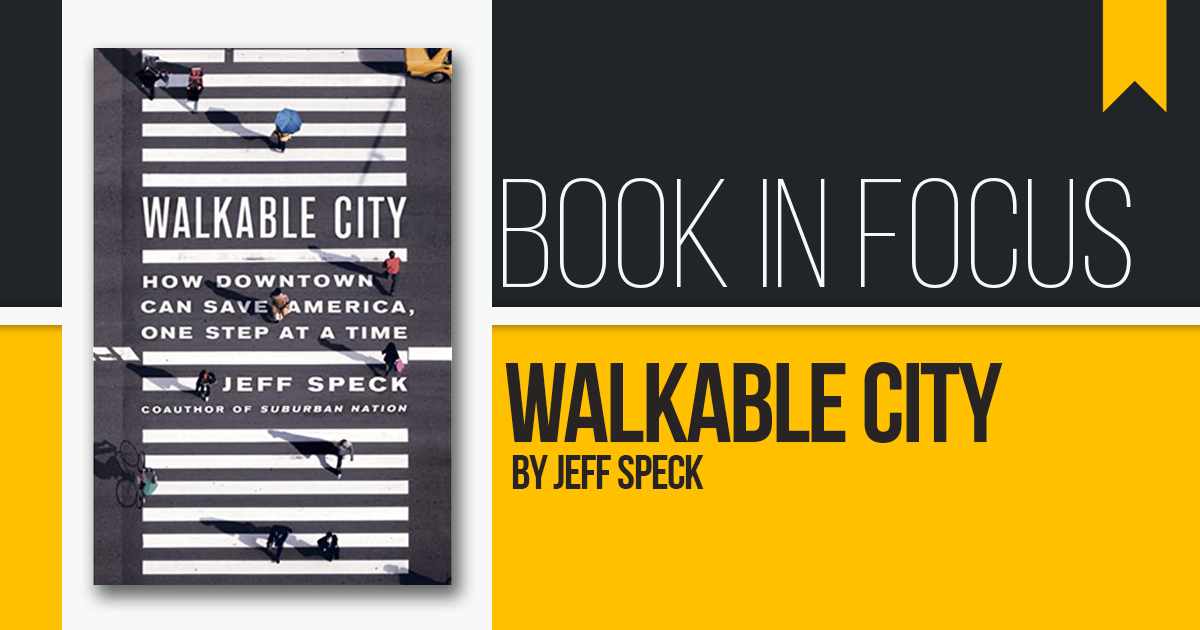 WALKABLE CITY
HOW DOWNTOWN
CAN SAVE AMERICA,
ONE STEP AT A TIME
JEFF SPECK
COAUTHOR OF SUBURBAN NATION
BOOK IN FOCUS
WALKABLE CITY
BY JEFF SPECK